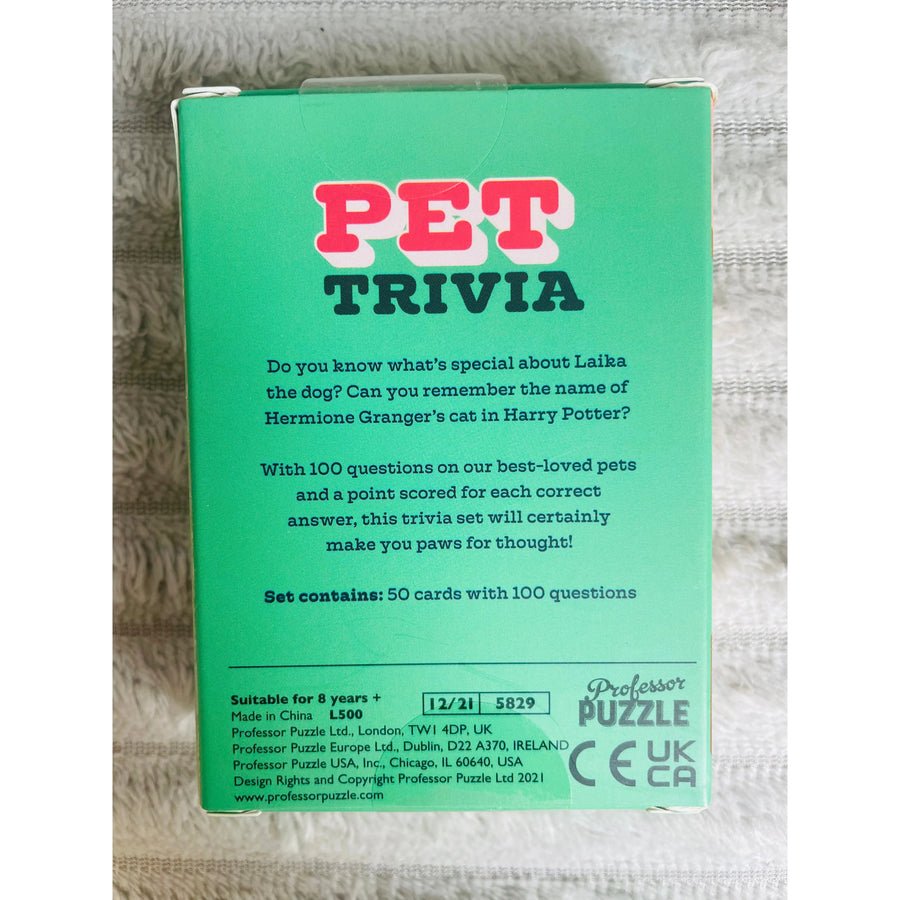 PET
TRIVIA
Do you know what's special about Laika
the dog? Can you remember the name of
Hermione Granger's cat in Harry Potter?
With 100 questions on our best-loved pets
and a point scored for each correct
answer, this trivia set will certainly
make you paws for thought!
Set contains: 50 cards with 100 questions
Suitable for 8 years +
Made in China L500
12/21 5829
Professor Puzzle Ltd., London, TW1 4DP, UK
Professor Puzzle Europe Ltd., Dublin, D22 A370, IRELAND
Professor Puzzle USA, Inc., Chicago, IL 60640, USA
Design Rights and Copyright Professor Puzzle Ltd 2021
www.professorpuzzle.com
Professor
PUZZLE
CE
UK
CA